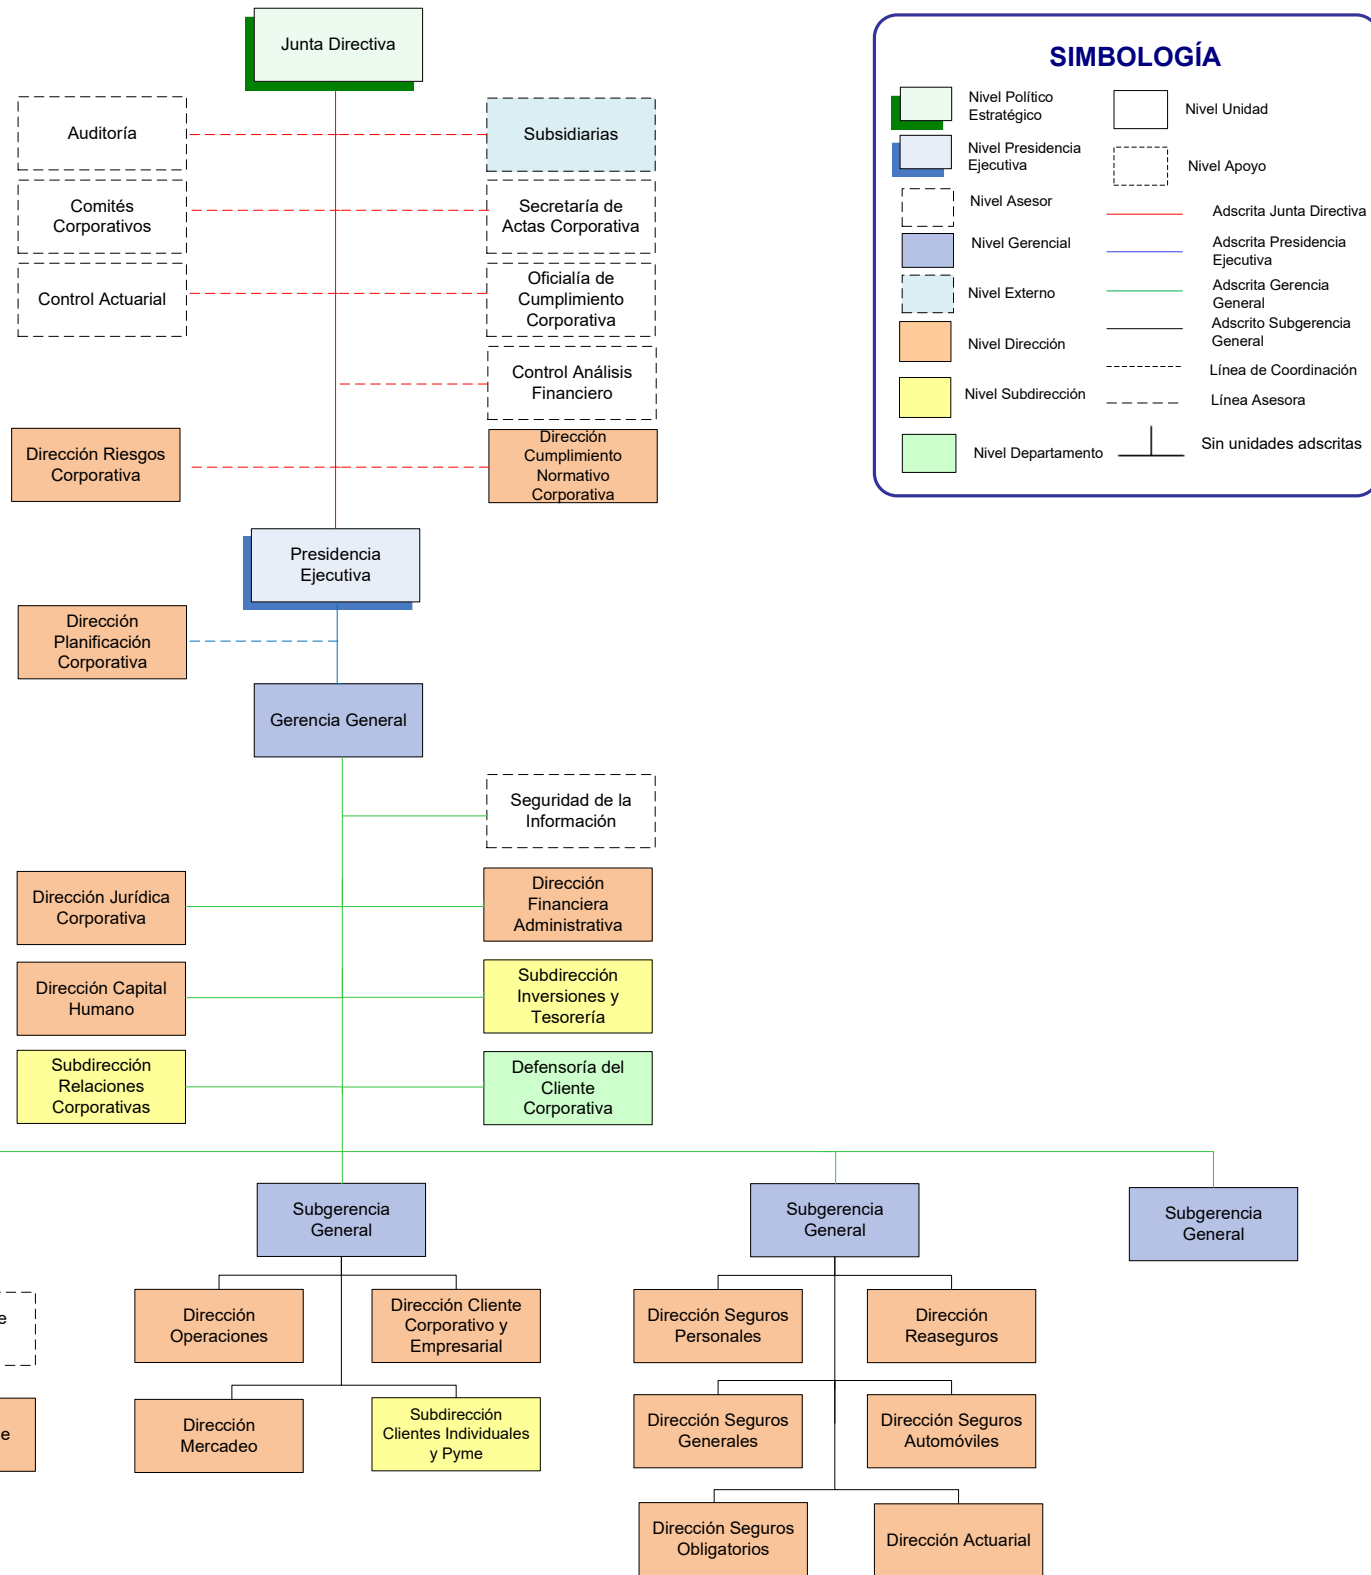 Junta Directiva
Auditoría
Subsidiarias
Comités
Corporativos
Secretaría de
Actas Corporativa
Control Actuarial
Oficialía de
Cumplimiento
Corporativa
Control Análisis
Financiero
Dirección Riesgos
Corporativa
Dirección
Cumplimiento
Normativo
Corporativa
Presidencia
Ejecutiva
Dirección
Planificación
Corporativa
Gerencia General
Seguridad de la
Información
Dirección Jurídica
Corporativa
Dirección
Financiera
Administrativa
Dirección Capital
Humano
Subdirección
Inversiones y
Tesorería
Subdirección
Relaciones
Corporativas
Defensoría del
Cliente
Corporativa
Subgerencia
General
Subgerencia
General
Subgerencia
General
e
e
Dirección
Operaciones
Dirección Cliente
Corporativo y
Empresarial
Dirección
Mercadeo
Subdirección
Clientes Individuales
y Pyme
Dirección Seguros
Personales
Dirección
Reaseguros
Dirección Seguros
Generales
Dirección Seguros
Automóviles
Dirección Seguros
Obligatorios
Dirección Actuarial
SIMBOLOGÍA
Nivel Político
Estratégico
Nivel Presidencia
Ejecutiva
Nivel Asesor
Nivel Gerencial
Nivel Externo
Nivel Dirección
Nivel Subdirección
Nivel Departamento
Nivel Unidad
Nivel Apoyo
Adscrita Junta Directiva
Adscrita Presidencia
Ejecutiva
Adscrita Gerencia
General
Adscrito Subgerencia
General
Línea de Coordinación
Línea Asesora
Sin unidades adscritas